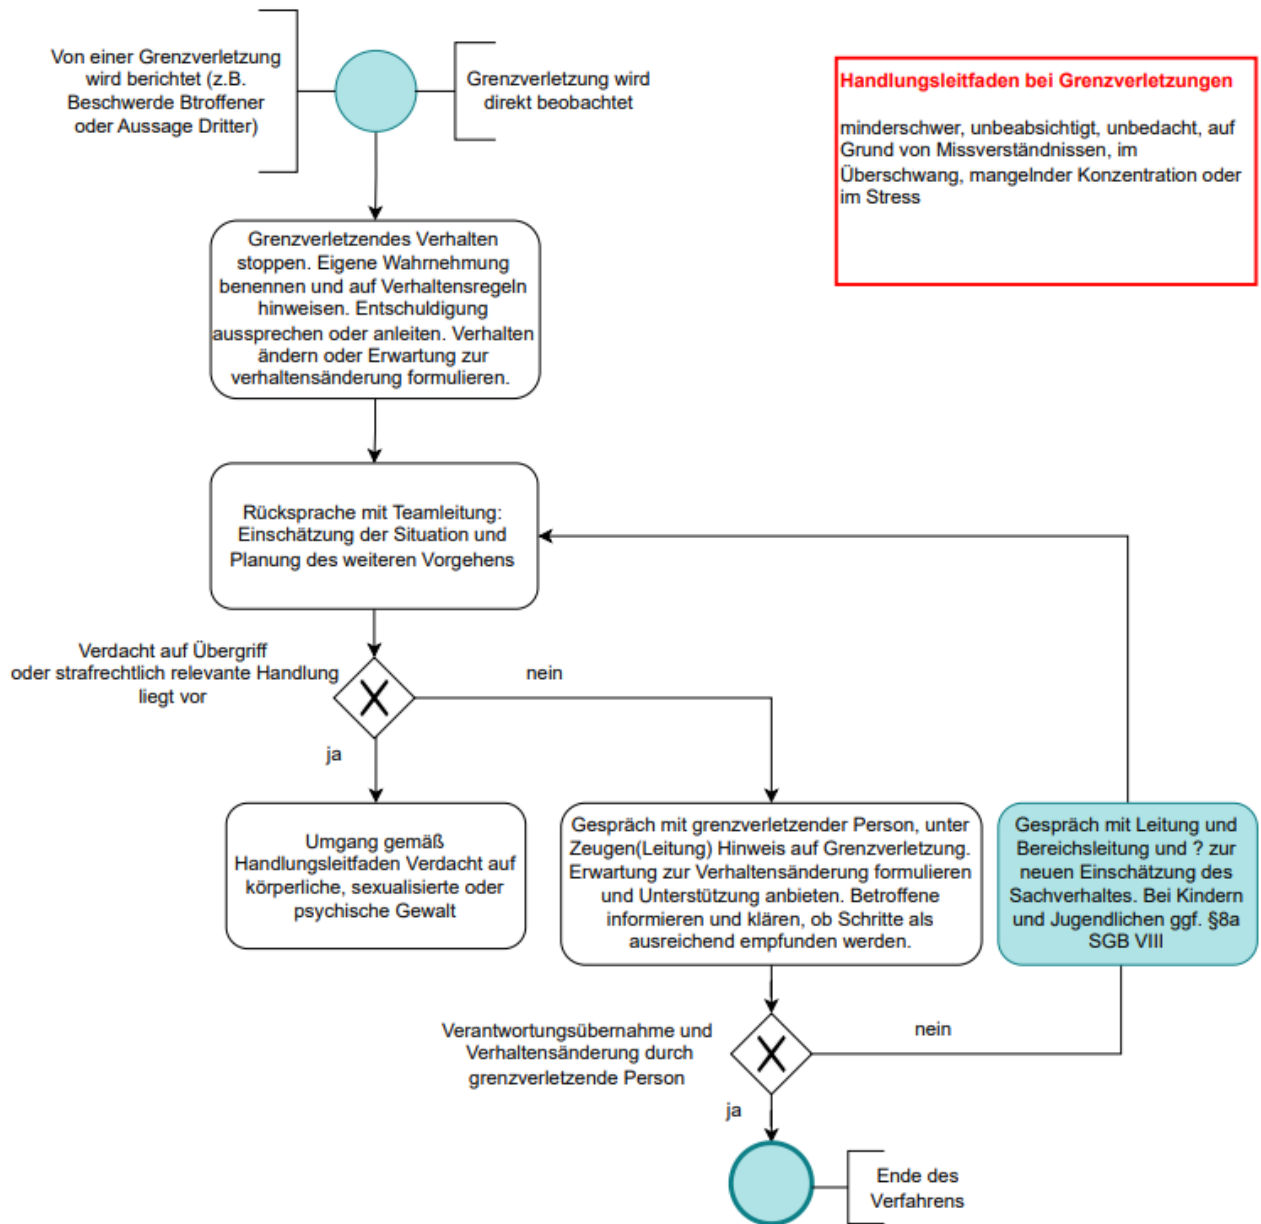 Von einer Grenzverletzung
wird berichtet (z.B.
Beschwerde Btroffener
oder Aussage Dritter)
Grenzverletzung wird
direkt beobachtet
Handlungsleitfaden bei Grenzverletzungen
minderschwer, unbeabsichtigt, unbedacht, auf
Grund von Missverständnissen, im
Überschwang, mangelnder Konzentration oder
im Stress
Grenzverletzendes Verhalten
stoppen. Eigene Wahrnehmung
benennen und auf Verhaltensregeln
hinweisen. Entschuldigung
aussprechen oder anleiten. Verhalten
ändern oder Erwartung zur
verhaltensänderung formulieren.
Rücksprache mit Teamleitung:
Einschätzung der Situation und
Planung des weiteren Vorgehens
Verdacht auf Übergriff
oder strafrechtlich relevante Handlung
liegt vor
nein
ja
Umgang gemäß
Handlungsleitfaden Verdacht auf
körperliche, sexualisierte oder
psychische Gewalt
Gespräch mit grenzverletzender Person, unter
Zeugen(Leitung) Hinweis auf Grenzverletzung.
Erwartung zur Verhaltensänderung formulieren
und Unterstützung anbieten. Betroffene
informieren und klären, ob Schritte als
ausreichend empfunden werden.
Gespräch mit Leitung und
Bereichsleitung und ? zur
neuen Einschätzung des
Sachverhaltes. Bei Kindern
und Jugendlichen ggf. §8a
SGB VIII
Verantwortungsübernahme und
Verhaltensänderung durch
grenzverletzende Person
nein
ja
Ende des
Verfahrens